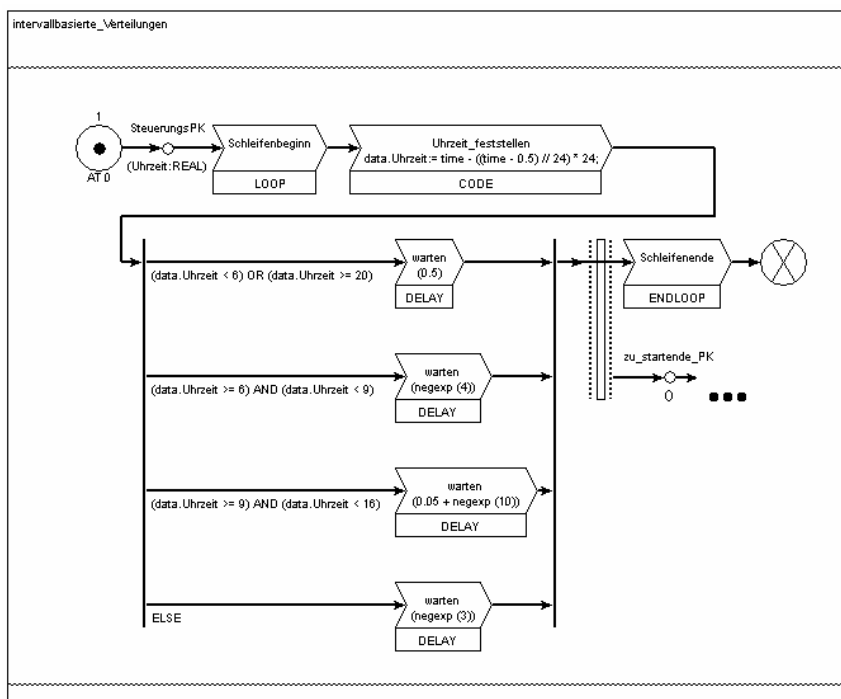 intervallbasierte_Verteilungen
1
SteuerungsPK
(Uhrzeit:REAL)
AT 0
Schleifenbeginn
LOOP
Uhrzeit_feststellen
data.Uhrzeit:= time - ((time - 0.5) // 24) * 24;
CODE
(data.Uhrzeit < 6) OR (data.Uhrzeit >= 20)
warten
(0.5)
DELAY
Schleifenende
ENDLOOP
(data.Uhrzeit >= 6) AND (data.Uhrzeit < 9)
warten
(negexp (4))
DELAY
zu_startende_PK
0
(data.Uhrzeit >= 9) AND (data.Uhrzeit < 16)
warten
(0.05 + negexp (10))
DELAY
ELSE
warten
(negexp (3))
DELAY